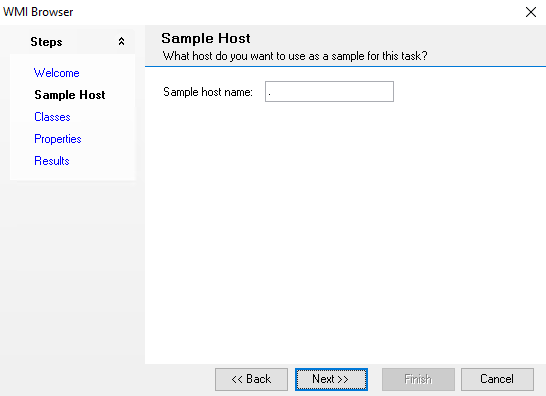 WMI Browser
Steps
Welcome
Sample Host
Classes
Properties
Results
Sample Host
What host do you want to use as a sample for this task?
Sample host name: .
<< Back Next >> Finish Cancel